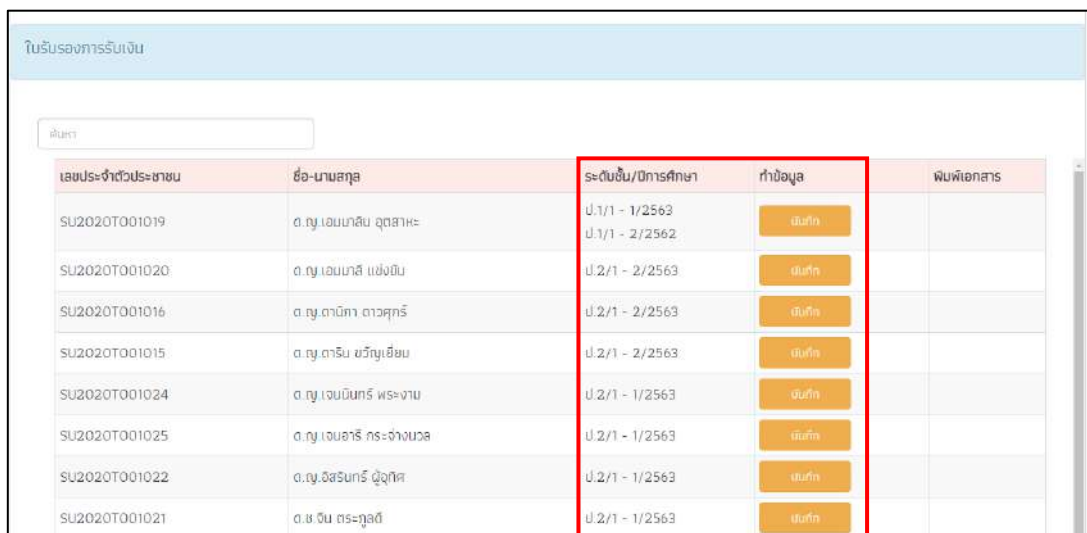 ใบรับรองการรับเงิน
ค้นหา
เลขประจำตัวประชาชน ชื่อ-นามสกุล ระดับชั้น/ปีการศึกษา ทำข้อมูล พิมพ์เอกสาร
SU2020T001019 ด.ญ.เอมมาลิน อุตสาหะ ป.1/1 - 1/2563 บันทึก
ป.1/1 - 2/2562
SU2020T001020 ด.ญ.เอมมาลี แข่งขัน ป.2/1 - 2/2563 บันทึก
SU2020T001016 ด.ญ.ดานิกา ดาวศุกร์ ป.2/1 - 2/2563 บันทึก
SU2020T001015 ด.ญ.ดาริน ขวัญเยี่ยม ป.2/1 - 2/2563 บันทึก
SU2020T001024 ด.ญ.เจนนินทร์ พระงาม ป.2/1 - 1/2563 บันทึก
SU2020T001025 ด.ญ.เจนอารี กระจ่างนวล ป.2/1 - 1/2563 บันทึก
SU2020T001022 ด.ญ.อิสรินทร์ ผู้อุทิศ ป.2/1 - 1/2563 บันทึก
SU2020T001021 ด.ช จิน ตระกูลดี ป.2/1 - 1/2563 บันทึก